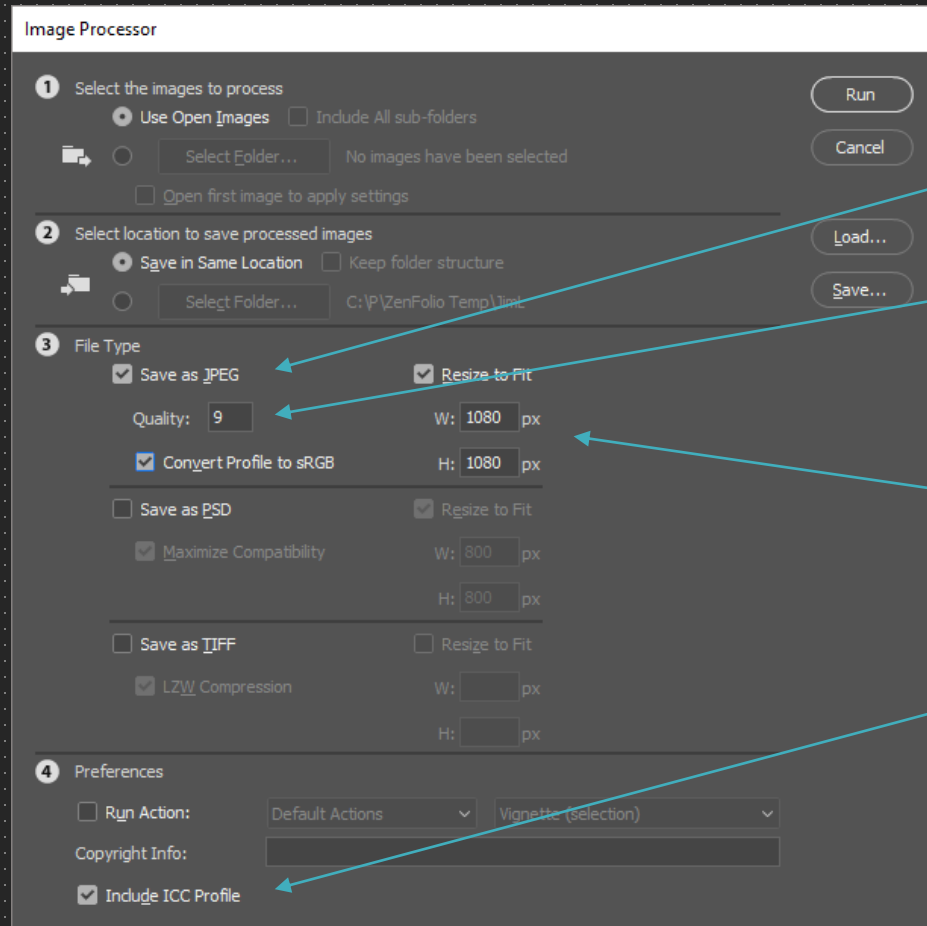 Image Processor
1 Select the images to process
Use Open Images Include All sub-folders
Run
Select Folder... No images have been selected
Cancel
Open first image to apply settings
2 Select location to save processed images
Load...
Save in Same Location Keep folder structure
Select Folder... C:\P\ZenFolio Temp\JimL
Save...
3 File Type
Save as JPEG Resize to Fit
Quality: 9 W: 1080 px
Convert Profile to sRGB H: 1080 px
Save as PSD Resize to Fit
Maximize Compatibility W: 800 px
H: 800 px
Save as TIFF Resize to Fit
LZW Compression W: px
H: px
4 Preferences
Run Action: Default Actions Vignette (selection)
Copyright Info:
Include ICC Profile